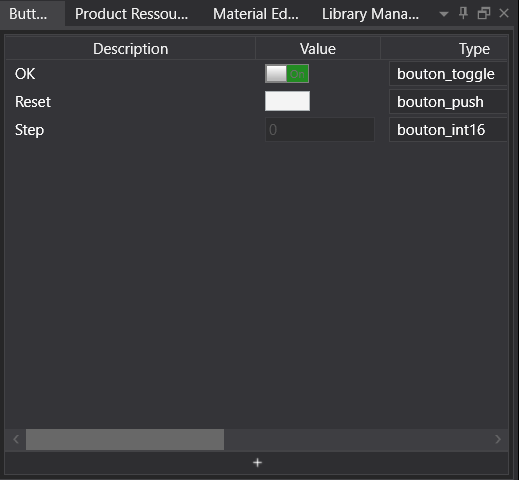 Butt... Product Ressou... Material Ed... Library Mana...
Description Value Type
OK On bouton_toggle
Reset bouton_push
Step 0 bouton_int16
+